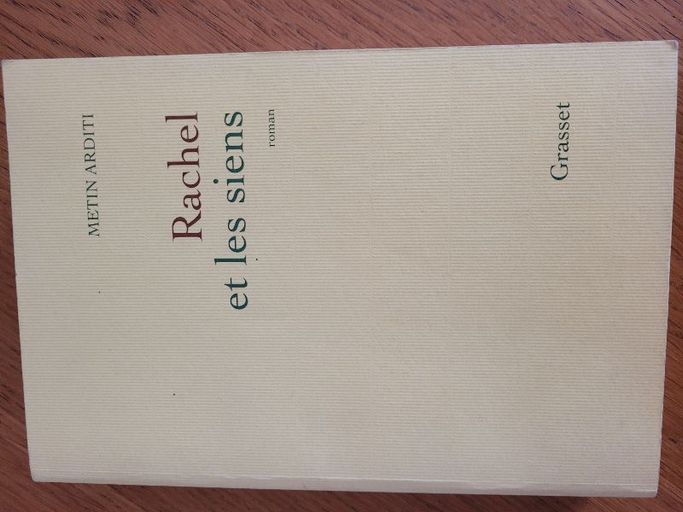 METIN ARDITI
Rachel
et les siens
roman
Grasset